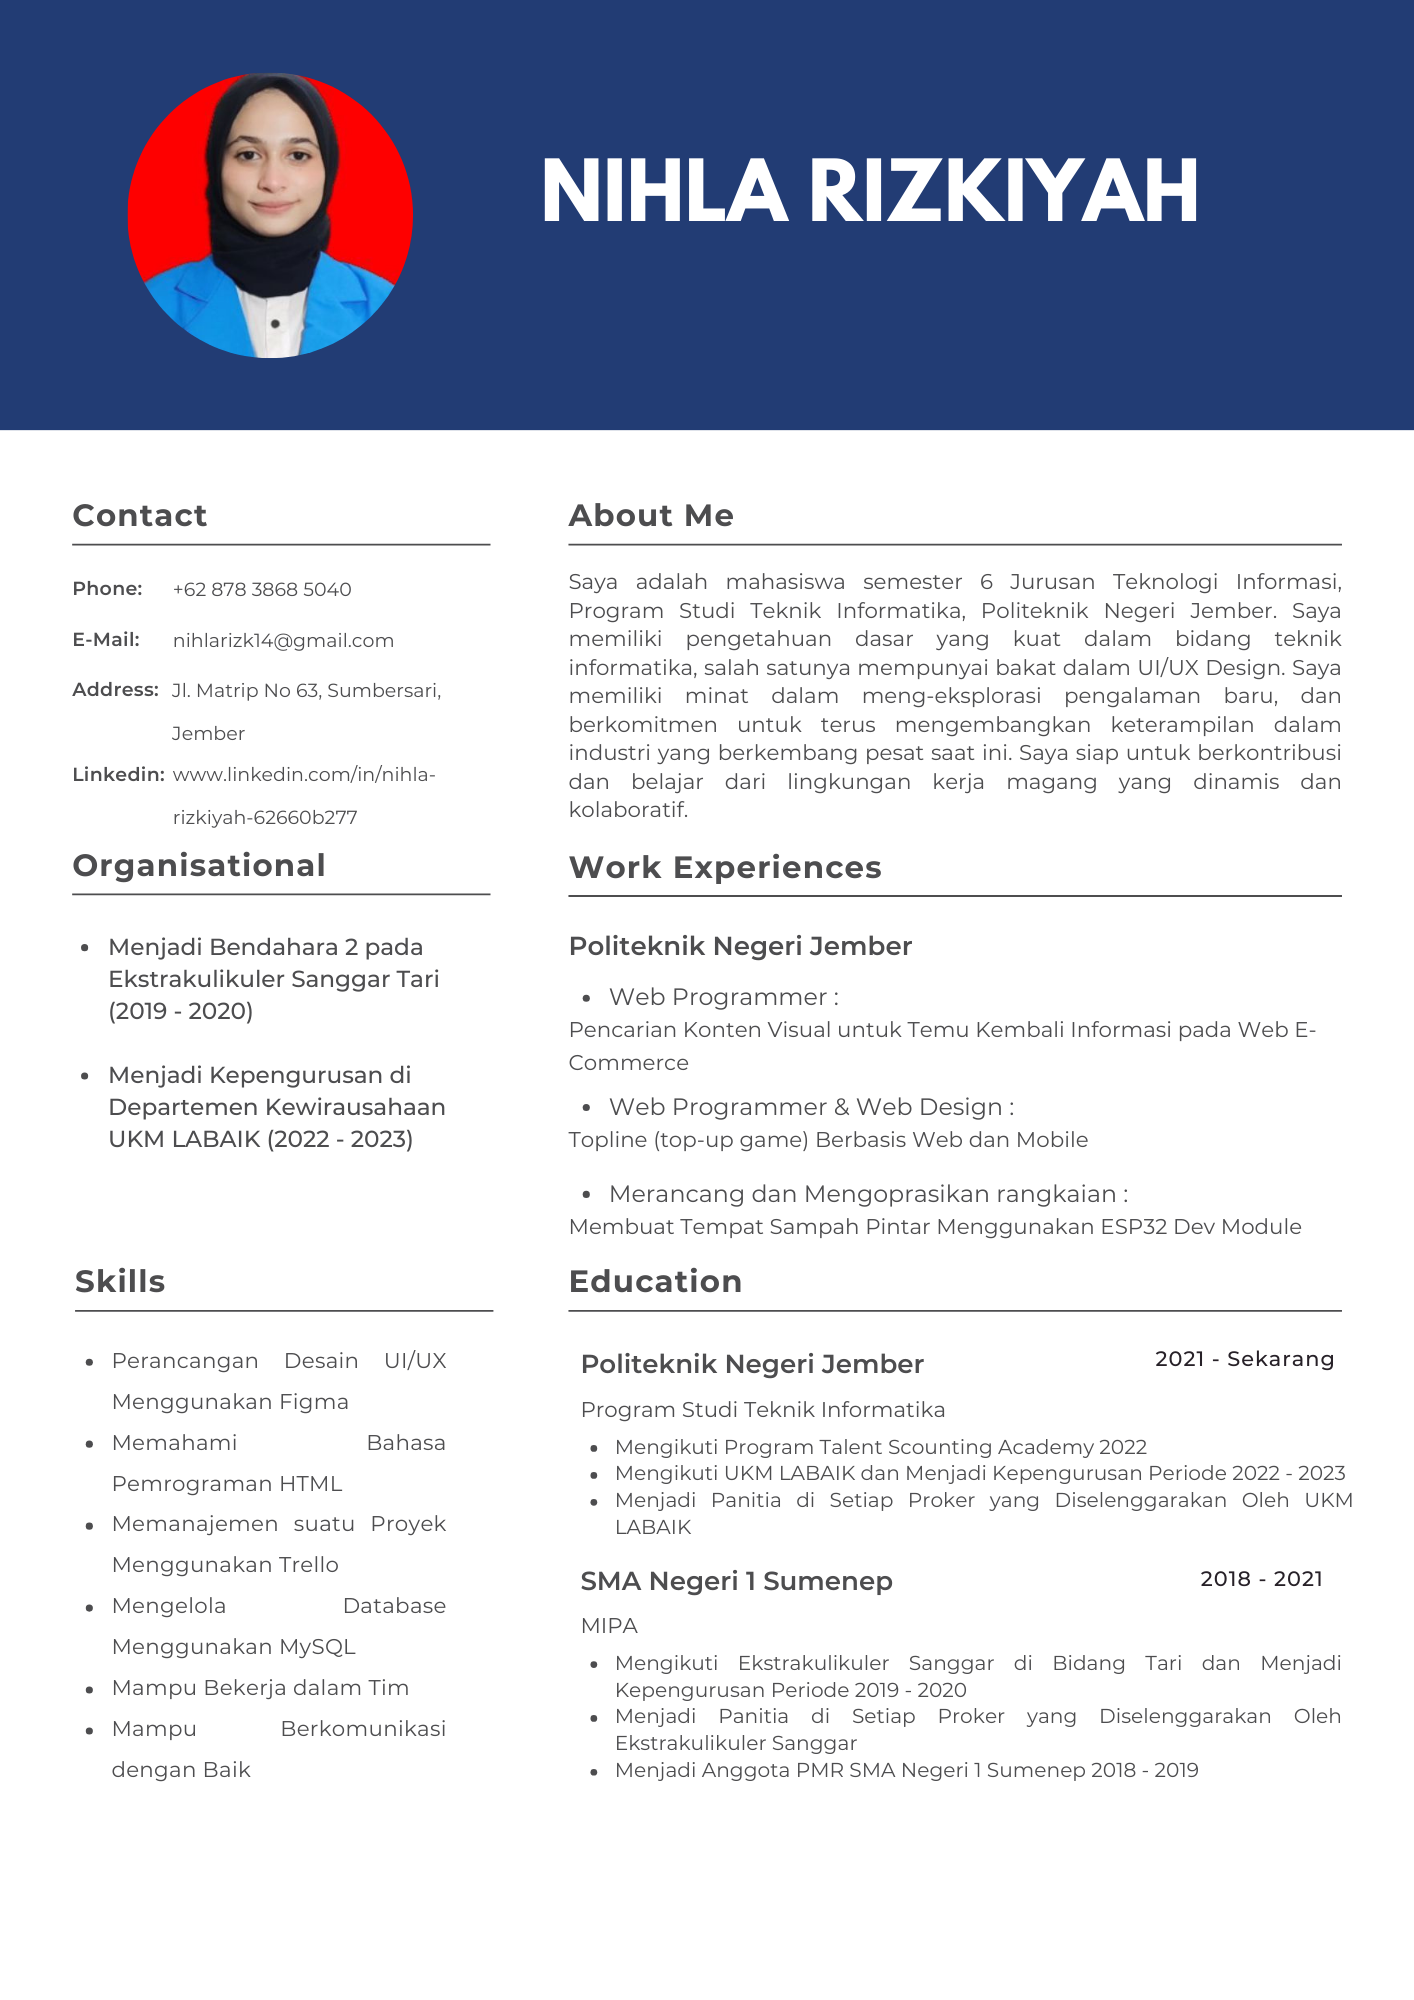 NIHLA RIZKIYAH
Contact
Phone: +62 878 3868 5040
E-Mail: nihlarizk14@gmail.com
Address: Jl. Matrip No 63, Sumbersari,
Jember
Linkedin: www.linkedin.com/in/nihla-
rizkiyah-62660b277
Organisational
• Menjadi Bendahara 2 pada
Ekstrakulikuler Sanggar Tari
(2019 - 2020)
• Menjadi Kepengurusan di
Departemen Kewirausahaan
UKM LABAIK (2022 - 2023)
Skills
• Perancangan Desain UI/UX
Menggunakan Figma
• Memahami Bahasa
Pemrograman HTML
• Memanajemen suatu Proyek
Menggunakan Trello
• Mengelola Database
Menggunakan MySQL
• Mampu Bekerja dalam Tim
• Mampu Berkomunikasi
dengan Baik
About Me
Saya adalah mahasiswa semester 6 Jurusan Teknologi Informasi,
Program Studi Teknik Informatika, Politeknik Negeri Jember. Saya
memiliki pengetahuan dasar yang kuat dalam bidang teknik
informatika, salah satunya mempunyai bakat dalam UI/UX Design. Saya
memiliki minat dalam meng-eksplorasi pengalaman baru, dan
berkomitmen untuk terus mengembangkan keterampilan dalam
industri yang berkembang pesat saat ini. Saya siap untuk berkontribusi
dan belajar dari lingkungan kerja magang yang dinamis dan
kolaboratif.
Work Experiences
Politeknik Negeri Jember
• Web Programmer :
Pencarian Konten Visual untuk Temu Kembali Informasi pada Web E-
Commerce
• Web Programmer & Web Design :
Topline (top-up game) Berbasis Web dan Mobile
• Merancang dan Mengoprasikan rangkaian :
Membuat Tempat Sampah Pintar Menggunakan ESP32 Dev Module
Education
Politeknik Negeri Jember 2021 - Sekarang
Program Studi Teknik Informatika
• Mengikuti Program Talent Scounting Academy 2022
• Mengikuti UKM LABAIK dan Menjadi Kepengurusan Periode 2022 - 2023
• Menjadi Panitia di Setiap Proker yang Diselenggarakan Oleh UKM
LABAIK
SMA Negeri 1 Sumenep 2018 - 2021
MIPA
• Mengikuti Ekstrakulikuler Sanggar di Bidang Tari dan Menjadi
Kepengurusan Periode 2019 - 2020
• Menjadi Panitia di Setiap Proker yang Diselenggarakan Oleh
Ekstrakulikuler Sanggar
• Menjadi Anggota PMR SMA Negeri 1 Sumenep 2018 - 2019